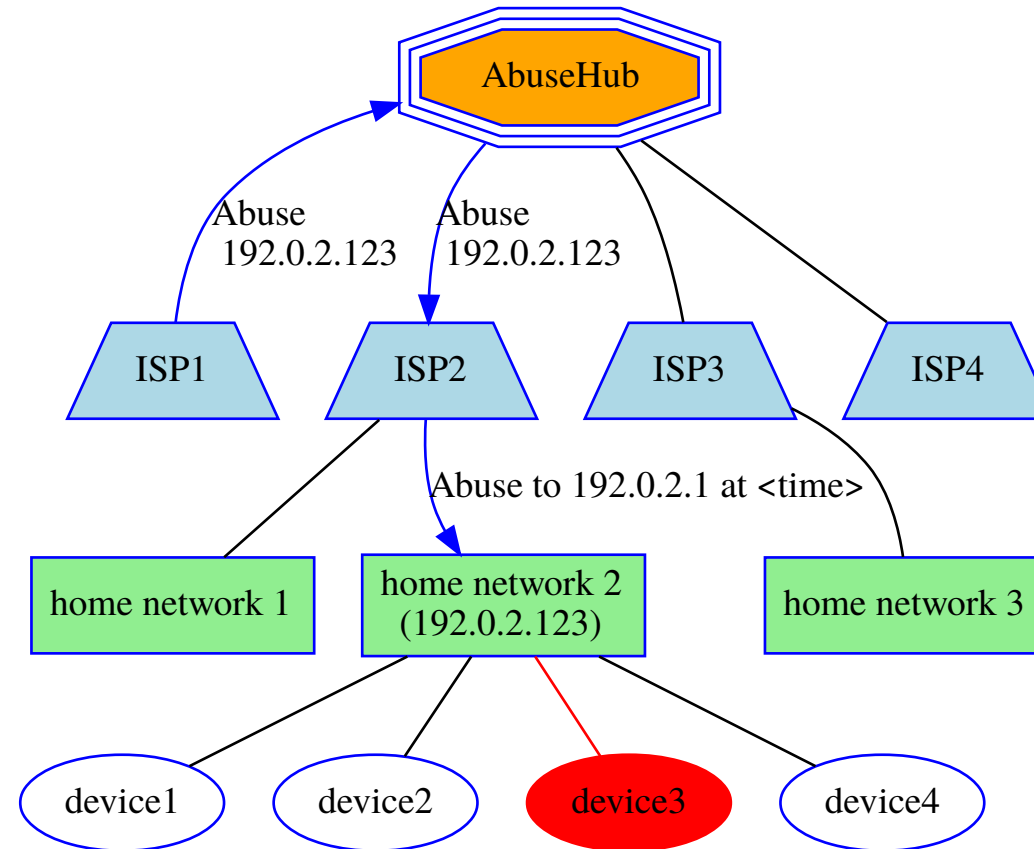 AbuseHub
Abuse
192.0.2.123
Abuse
192.0.2.123
ISP1
ISP2
ISP3
ISP4
Abuse to 192.0.2.1 at <time>
home network 1
home network 2
(192.0.2.123)
home network 3
device1
device2
device3
device4